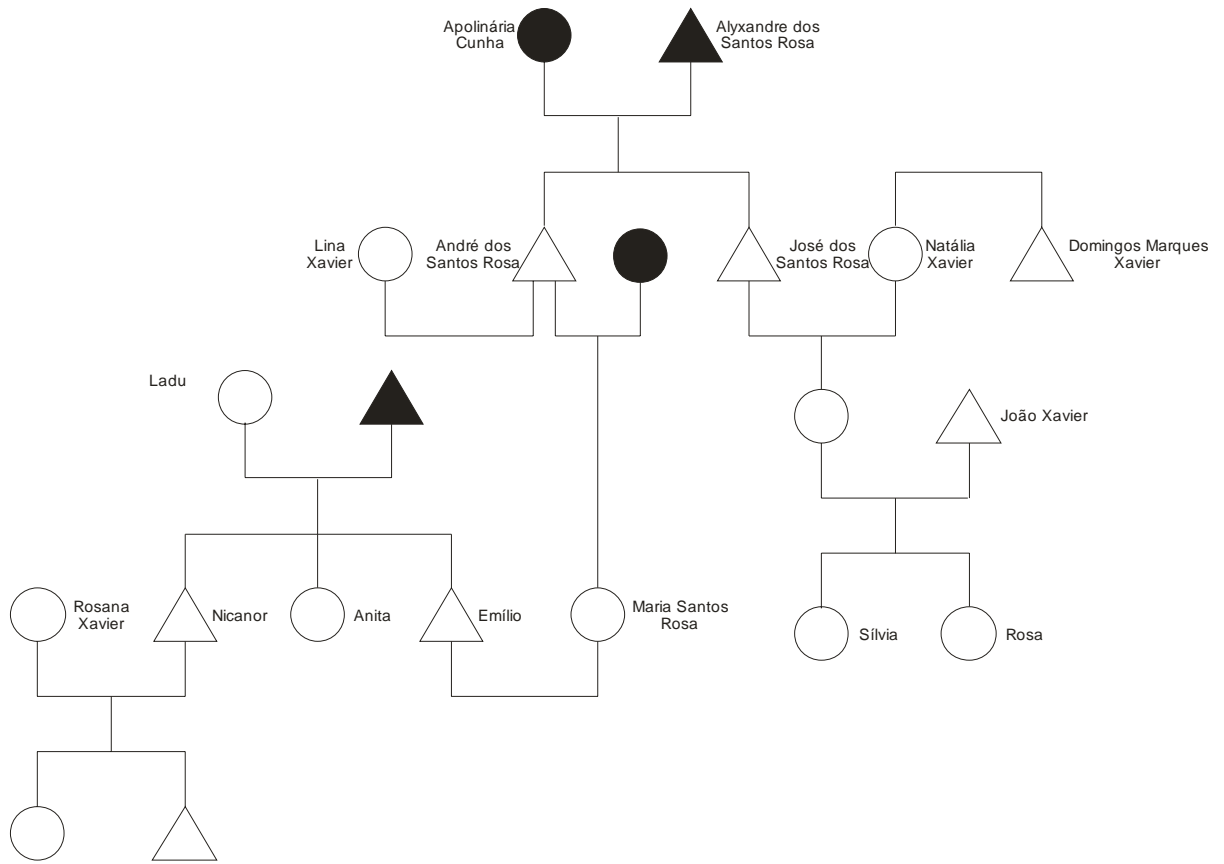 Apolinária
Cunha
Alyxandre dos
Santos Rosa
Lina
Xavier
André dos
Santos Rosa
José dos
Santos Rosa
Natália
Xavier
Domingos Marques
Xavier
Ladu
João Xavier
Rosana
Xavier
Nicanor
Anita
Emílio
Maria Santos
Rosa
Sílvia
Rosa